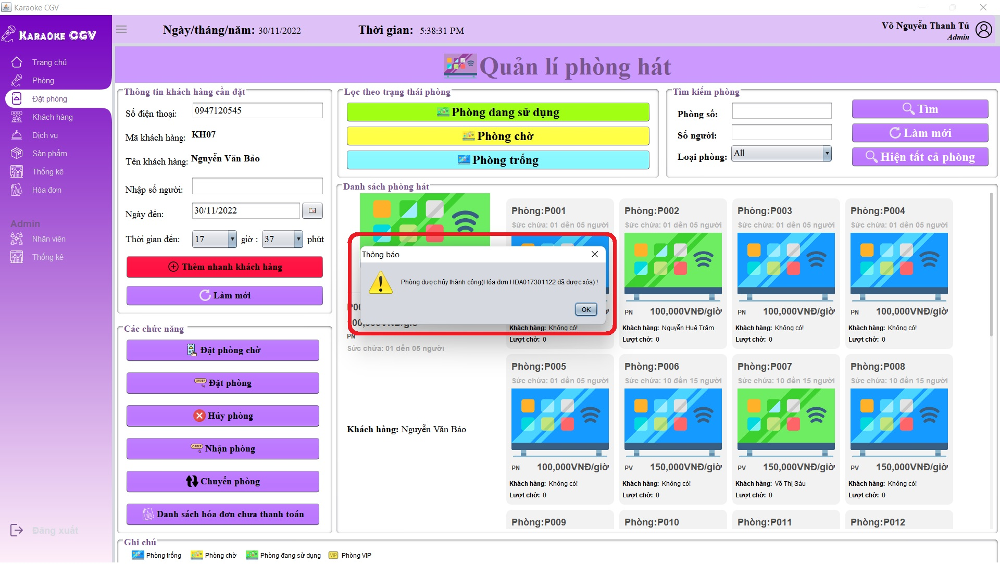 Karaoke CGV
KARAOKE CGV
Ngày/tháng/năm: 30/11/2022
Thời gian: 5:38:31 PM
Võ Nguyễn Thanh Tú
Admin
Trang chủ
Phòng
Đặt phòng
Khách hàng
Dịch vụ
Sản phẩm
Thống kê
Hóa đơn
Admin
Nhân viên
Thống kê
Đăng xuất
Quản lí phòng hát
Thông tin khách hàng cần đặt
Số điện thoại: 0947120545
Mã khách hàng: KH07
Tên khách hàng: Nguyễn Văn Bảo
Nhập số người:
Ngày đến: 30/11/2022
Thời gian đến: 17 giờ : 37 phút
Thêm nhanh khách hàng
Làm mới
Các chức năng
Đặt phòng chờ
Đặt phòng
Hủy phòng
Nhận phòng
Chuyển phòng
Danh sách hóa đơn chưa thanh toán
Lọc theo trạng thái phòng
Phòng đang sử dụng
Phòng chờ
Phòng trống
Tìm kiếm phòng
Phòng số:
Số người:
Loại phòng: All
Tìm
Làm mới
Hiện tất cả phòng
Danh sách phòng hát
PN
Sức chứa: 01 dến 05 người
Khách hàng: Nguyễn Văn Bảo
Thông báo
Phòng được hủy thành công(Hóa đơn HDA017301122 đã được xóa) !
OK
Phòng:P001
Sức chứa: 01 dến 05 người
Khách hàng: Không có!
Lượt chờ: 0
Phòng:P002
Sức chứa: 01 dến 05 người
PN 100,000VNĐ/giờ
Khách hàng: Nguyễn Huệ Trâm
Lượt chờ: 0
Phòng:P003
Sức chứa: 01 dến 05 người
PN 100,000VNĐ/giờ
Khách hàng: Không có!
Lượt chờ: 0
Phòng:P004
Sức chứa: 01 dến 05 người
PN 100,000VNĐ/giờ
Khách hàng: Không có!
Lượt chờ: 0
Phòng:P005
Sức chứa: 01 dến 05 người
PN 100,000VNĐ/giờ
Khách hàng: Không có!
Lượt chờ: 0
Phòng:P006
Sức chứa: 10 dến 15 người
PV 150,000VNĐ/giờ
Khách hàng: Không có!
Lượt chờ: 0
Phòng:P007
Sức chứa: 10 dến 15 người
PV 150,000VNĐ/giờ
Khách hàng: Võ Thị Sáu
Lượt chờ: 0
Phòng:P008
Sức chứa: 10 dến 15 người
PV 150,000VNĐ/giờ
Khách hàng: Không có!
Lượt chờ: 0
Phòng:P009
Phòng:P010
Phòng:P011
Phòng:P012
Ghi chú
Phòng trống
Phòng chờ
Phòng đang sử dụng
VIP Phòng VIP